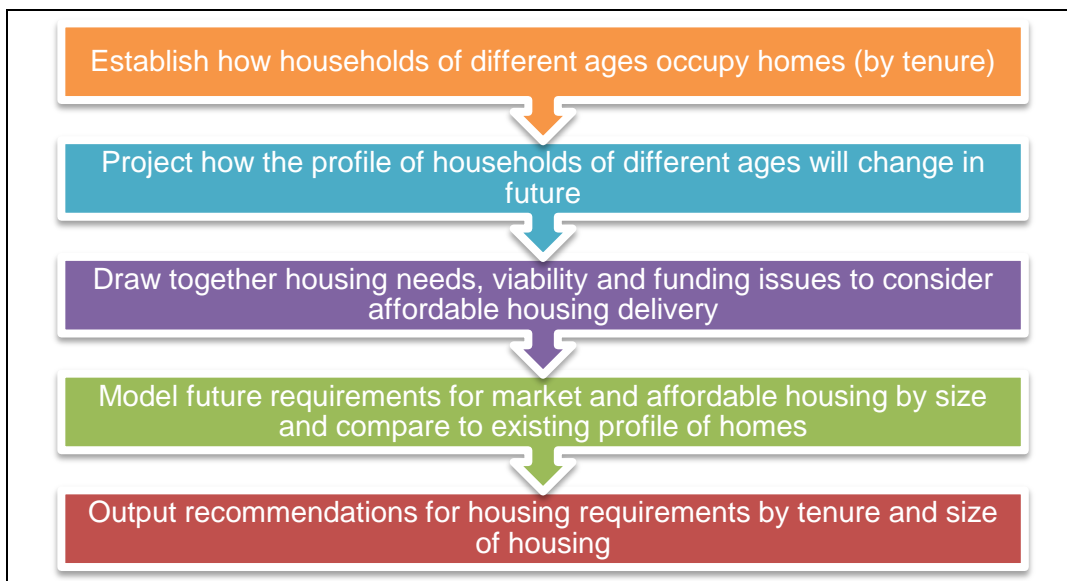 Establish how households of different ages occupy homes (by tenure)
Project how the profile of households of different ages will change in
future
Draw together housing needs, viability and funding issues to consider
affordable housing delivery
Model future requirements for market and affordable housing by size
and compare to existing profile of homes
Output recommendations for housing requirements by tenure and size
of housing